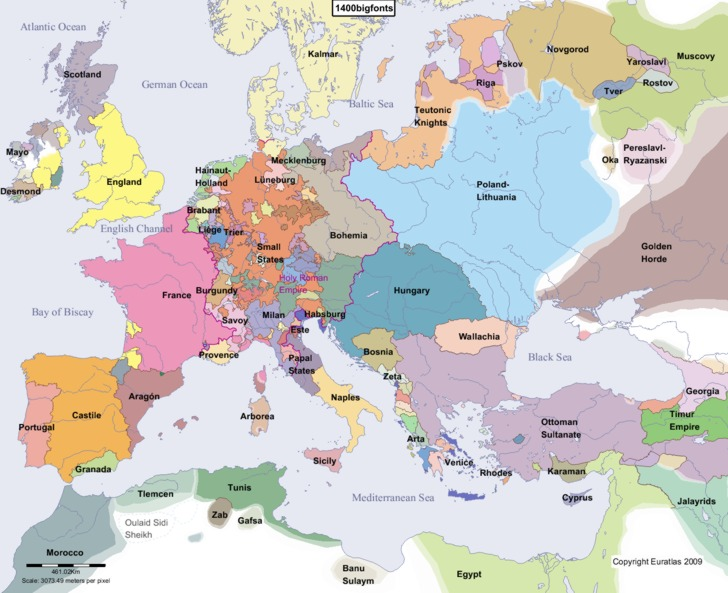 1400bigfonts
Atlantic Ocean
Scotland
German Ocean
Kalmar
Baltic Sea
Pskov
Novgorod
Riga
Yaroslavl
Muscovy
Tver
Rostov
Teutonic
Knights
Mayo
Desmond
England
English Channel
Hainaut-
Holland
Mecklenburg
Lüneburg
Brabant
Liège
Trier
Bohemia
Small
States
Holy Roman
Empire
Poland-
Lithuania
Oka
Pereslavl-
Ryazanski
Golden
Horde
Bay of Biscay
France
Burgundy
Savoy
Milan
Habsburg
Este
Provence
Papal
States
Hungary
Wallachia
Bosnia
Zeta
Black Sea
Georgia
Timur
Empire
Portugal
Castile
Aragón
Granada
Arborea
Naples
Sicily
Arta
Venice
Rhodes
Ottoman
Sultanate
Karaman
Cyprus
Jalayrids
Mediterranean Sea
Tlemcen
Tunis
Oulaid Sidi
Sheikh
Zab
Gafsa
Morocco
461.02Km
Scale: 3073.49 meters per pixel
Banu
Sulaym
Egypt
Copyright Euratlas 2009